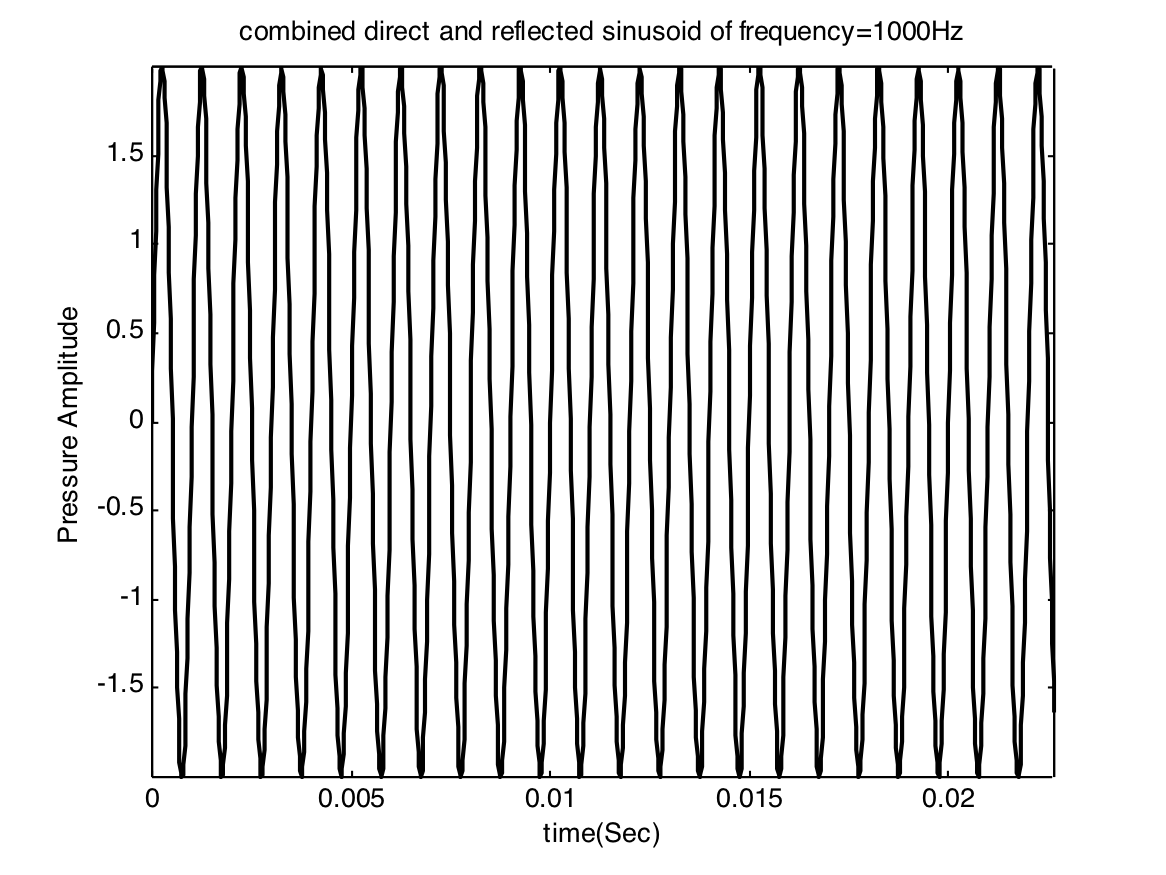 combined direct and reflected sinusoid of frequency=1000Hz
1.5
1
0.5
0
-0.5
-1
-1.5
Pressure Amplitude
0 0.005 0.01 0.015 0.02
time(Sec)